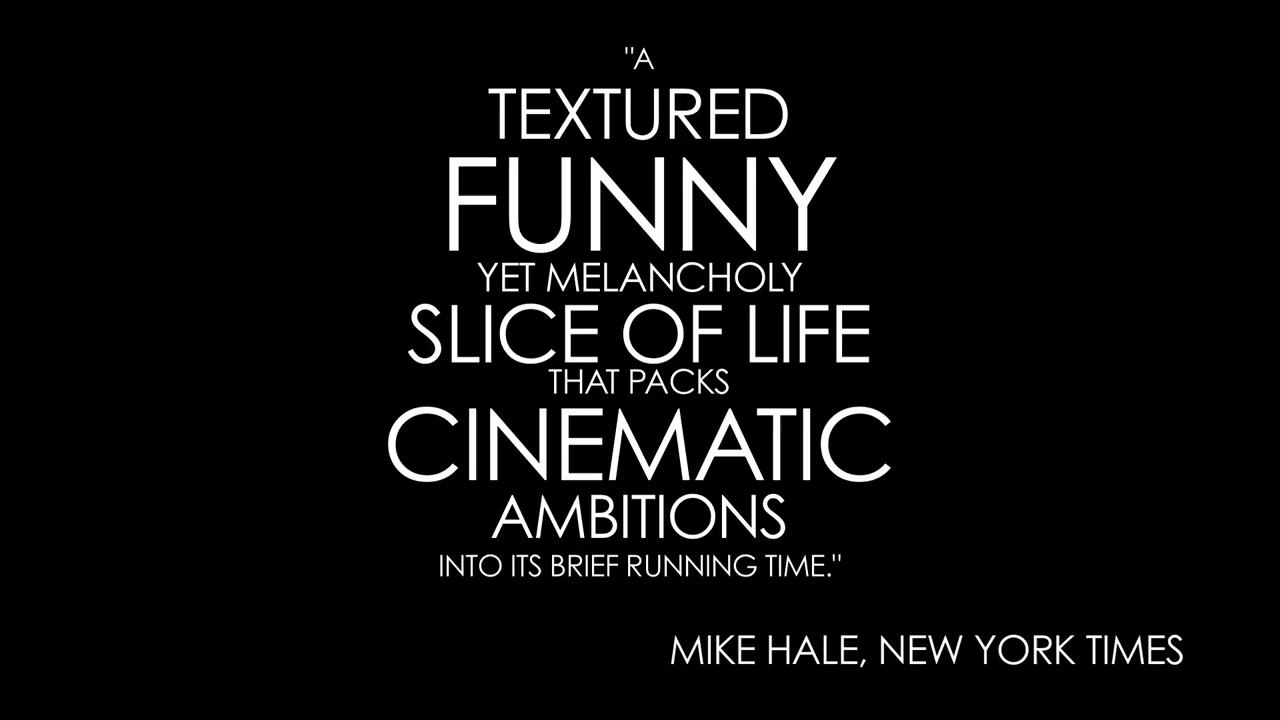 "A
TEXTURED
FUNNY
YET MELANCHOLY
SLICE OF LIFE
THAT PACKS
CINEMATIC
AMBITIONS
INTO ITS BRIEF RUNNING TIME."
MIKE HALE, NEW YORK TIMES